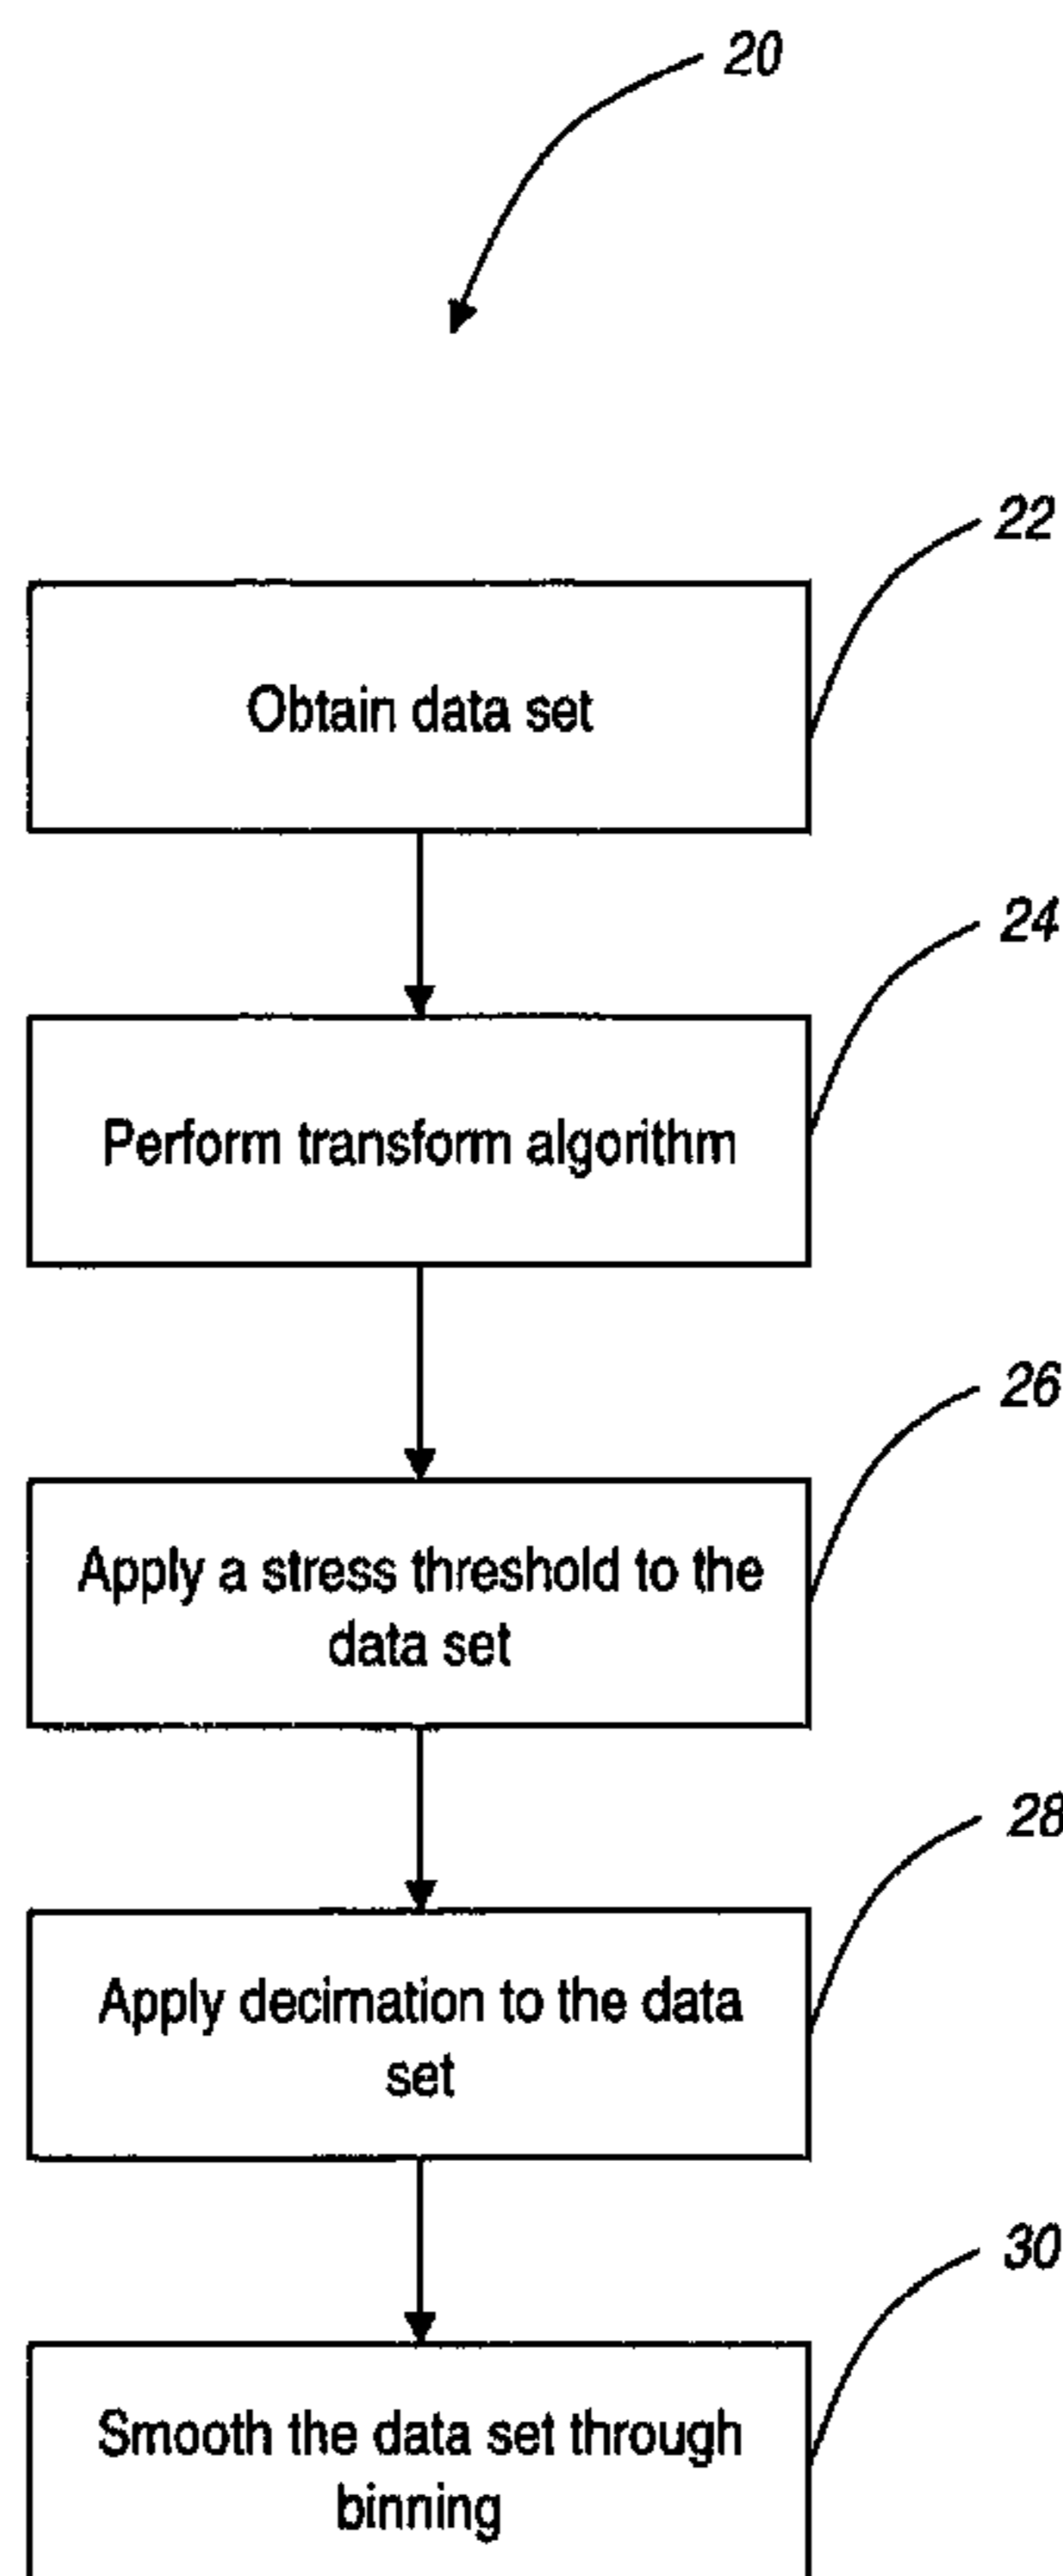 20
22
Obtain data set
24
Perform transform algorithm
26
Apply a stress threshold to the
data set
28
Apply decimation to the data
set
30
Smooth the data set through
binning